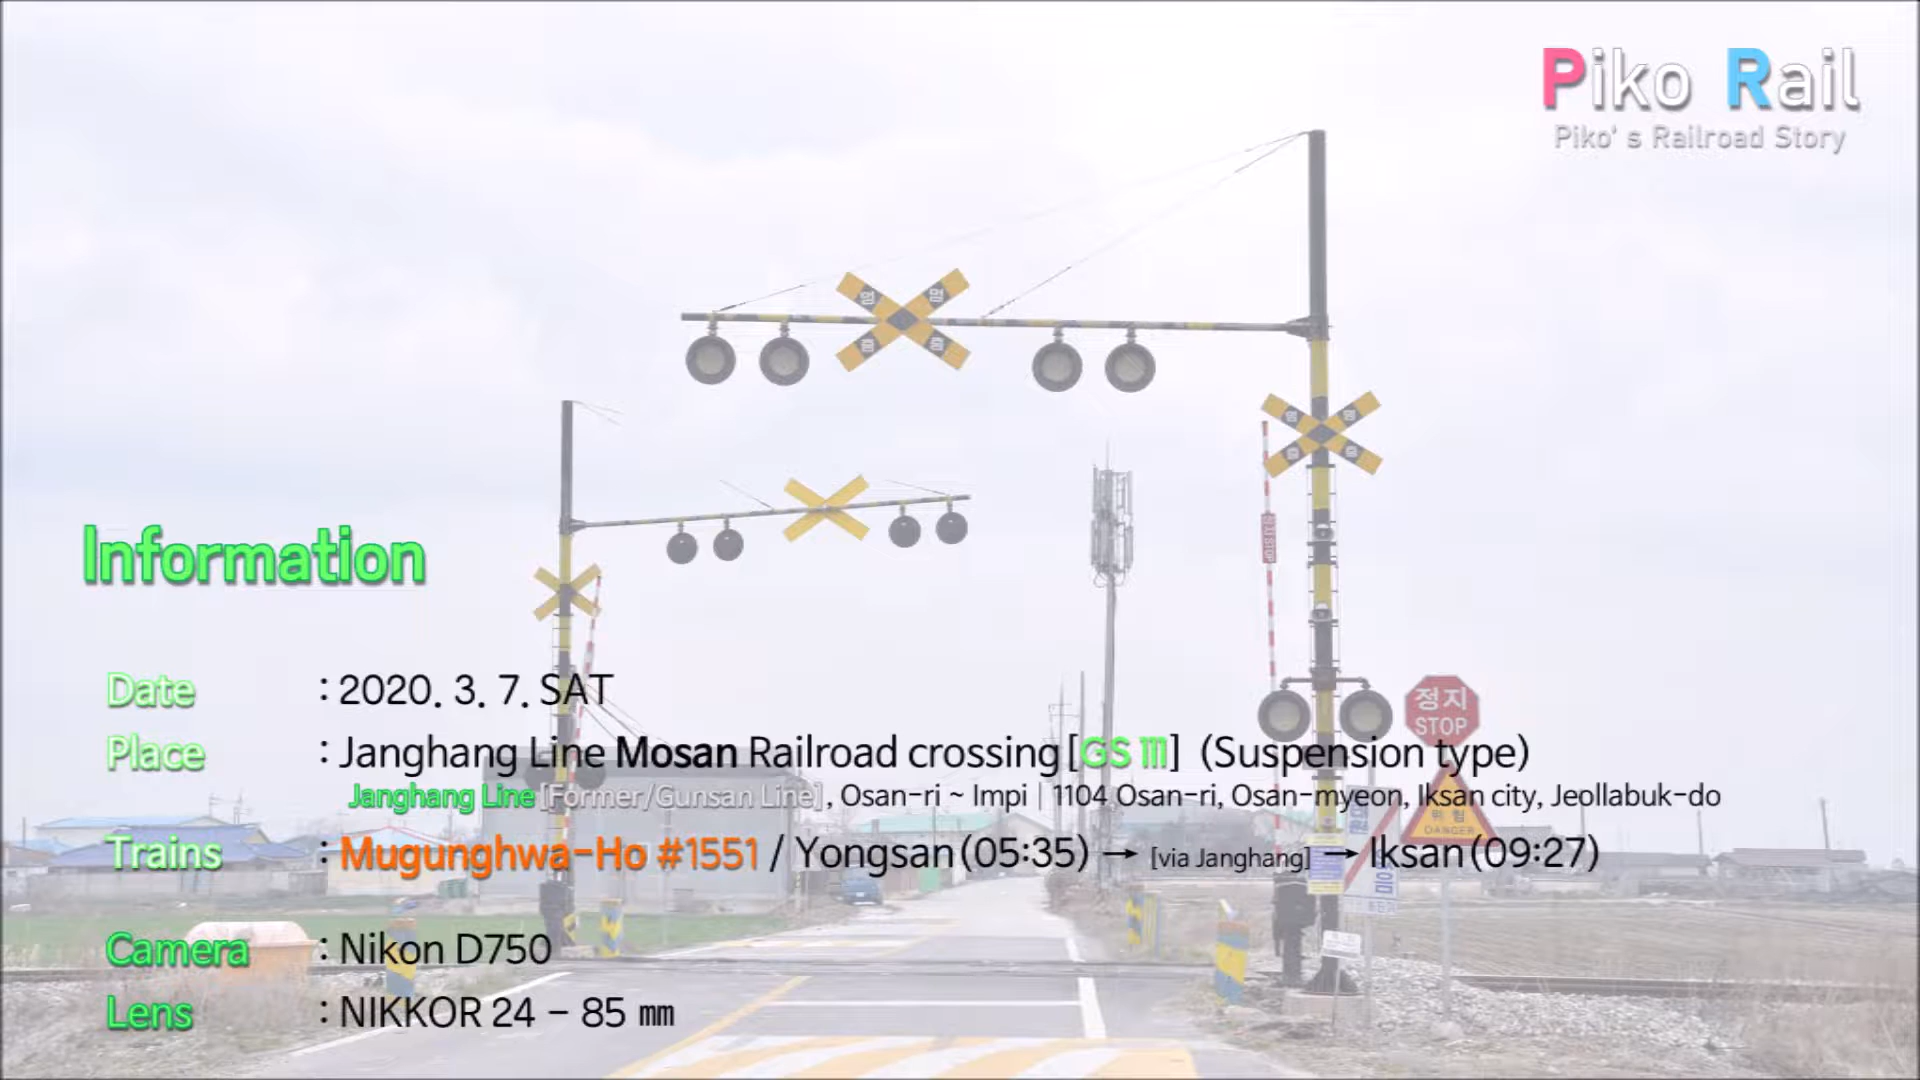 Piko Rail
Piko's Railroad Story
Information
Date : 2020. 3. 7. SAT
Place : Janghang Line Mosan Railroad crossing [GS 111] (Suspension type)
Janghang Line [Former/Gunsan Line], Osan-ri ~ Impi | 1104 Osan-ri, Osan-myeon, Iksan city, Jeollabuk-do
Trains : Mugunghwa-Ho #1551 / Yongsan(05:35) → [via Janghang] → Iksan(09:27)
Camera : Nikon D750
Lens : NIKKOR 24 - 85 ㎜
정지
STOP
위험
DANGER